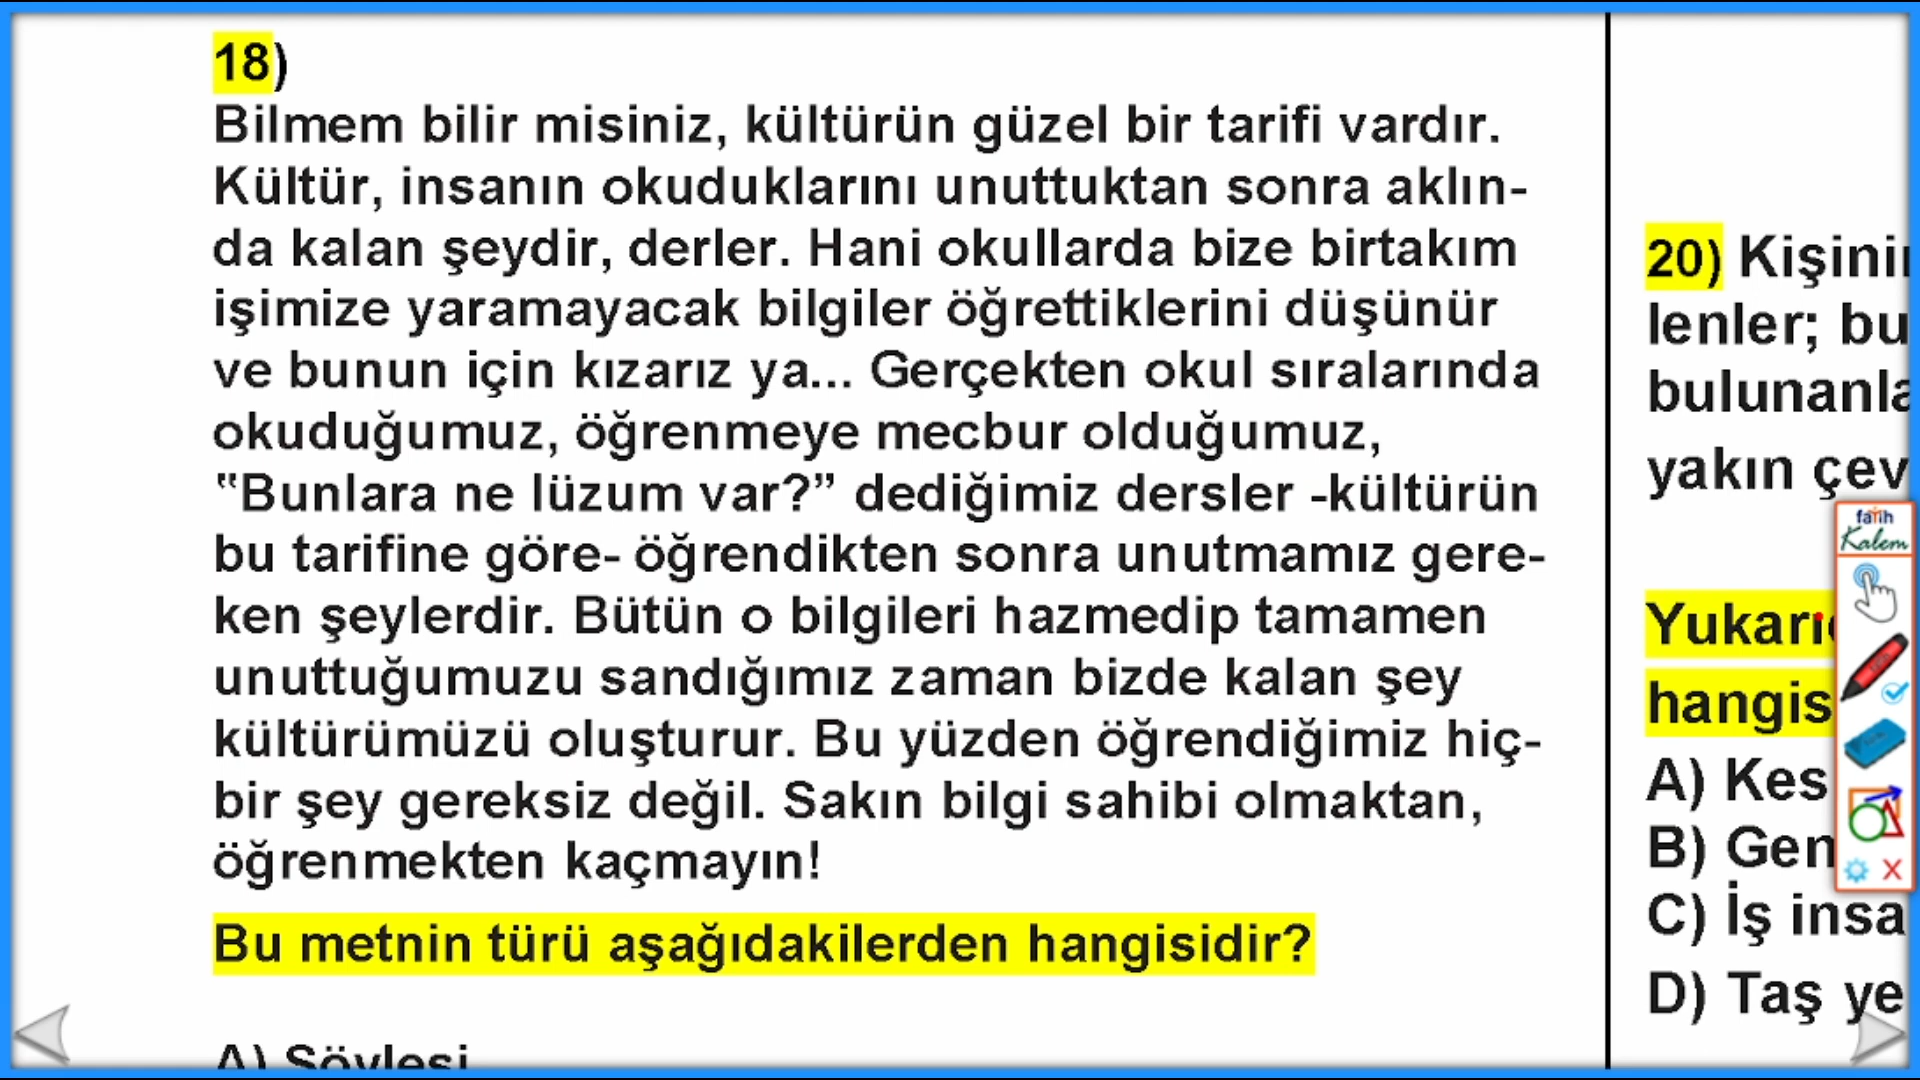 18)
Bilmem bilir misiniz, kültürün güzel bir tarifi vardır.
Kültür, insanın okuduklarını unuttuktan sonra aklın-
da kalan şeydir, derler. Hani okullarda bize birtakım
işimize yaramayacak bilgiler öğrettiklerini düşünür
ve bunun için kızarız ya... Gerçekten okul sıralarında
okuduğumuz, öğrenmeye mecbur olduğumuz,
“Bunlara ne lüzum var?” dediğimiz dersler -kültürün
bu tarifine göre- öğrendikten sonra unutmamız gere-
ken şeylerdir. Bütün o bilgileri hazmedip tamamen
unuttuğumuzu sandığımız zaman bizde kalan şey
kültürümüzü oluşturur. Bu yüzden öğrendiğimiz hiç-
bir şey gereksiz değil. Sakın bilgi sahibi olmaktan,
öğrenmekten kaçmayın!
Bu metnin türü aşağıdakilerden hangisidir?
A) Söyleşi
20) Kişini
lenler; bu
bulunanla
yakın çev
Yukarı
hangis
A) Kes
B) Gen
C) İş insa
D) Taş ye
fatih
Kalem